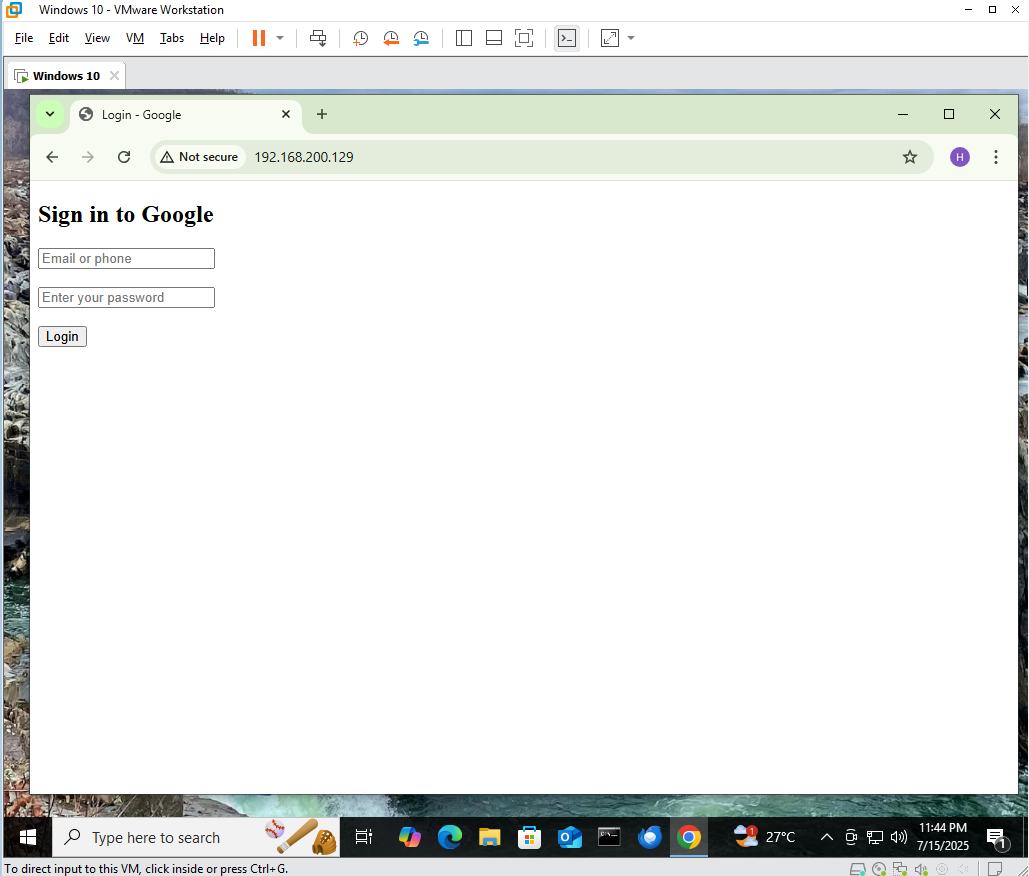 Windows 10 - VMware Workstation
File Edit View VM Tabs Help
Windows 10
Login - Google
Not secure 192.168.200.129 H
Sign in to Google
Email or phone
Enter your password
Login
Type here to search 1 27°C 11:44 PM
7/15/2025 1
To direct input to this VM, click inside or press Ctrl+G.